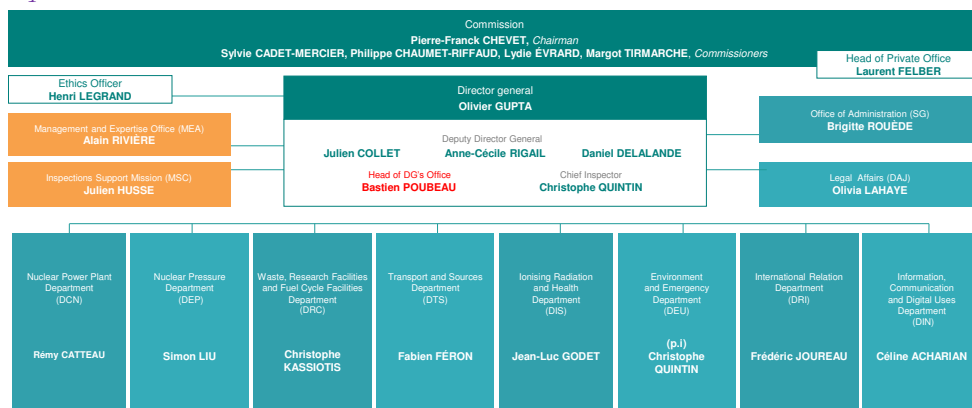 Commission
Pierre-Franck CHEVET, Chairman
Sylvie CADET-MERCIER, Philippe CHAUMET-RIFFAUD, Lydie ÉVRARD, Margot TIRMARCHE, Commissioners
Head of Private Office
Laurent FELBER
Ethics Officer
Henri LEGRAND
Director general
Olivier GUPTA
Management and Expertise Office (MEA)
Alain RIVIÈRE
Office of Administration (SG)
Brigitte ROUÈDE
Deputy Director General
Julien COLLET Anne-Cécile RIGAIL Daniel DELALANDE
Inspections Support Mission (MSC)
Julien HUSSE
Head of DG's Office
Bastien POUBEAU
Chief Inspector
Christophe QUINTIN
Legal Affairs (DAJ)
Olivia LAHAYE
Nuclear Power Plant
Department
(DCN)
Rémy CATTEAU
Nuclear Pressure
Department
(DEP)
Simon LIU
Waste, Research Facilities
and Fuel Cycle Facilities
Department
(DRC)
Christophe
KASSIOTIS
Transport and Sources
Department
(DTS)
Fabien FÉRON
Ionising Radiation
and Health
Department
(DIS)
Jean-Luc GODET
Environment
and Emergency
Department
(DEU)
(p.i)
Christophe
QUINTIN
International Relation
Department
(DRI)
Frédéric JOUREAU
Information,
Communication
and Digital Uses
Department
(DIN)
Céline ACHARIAN